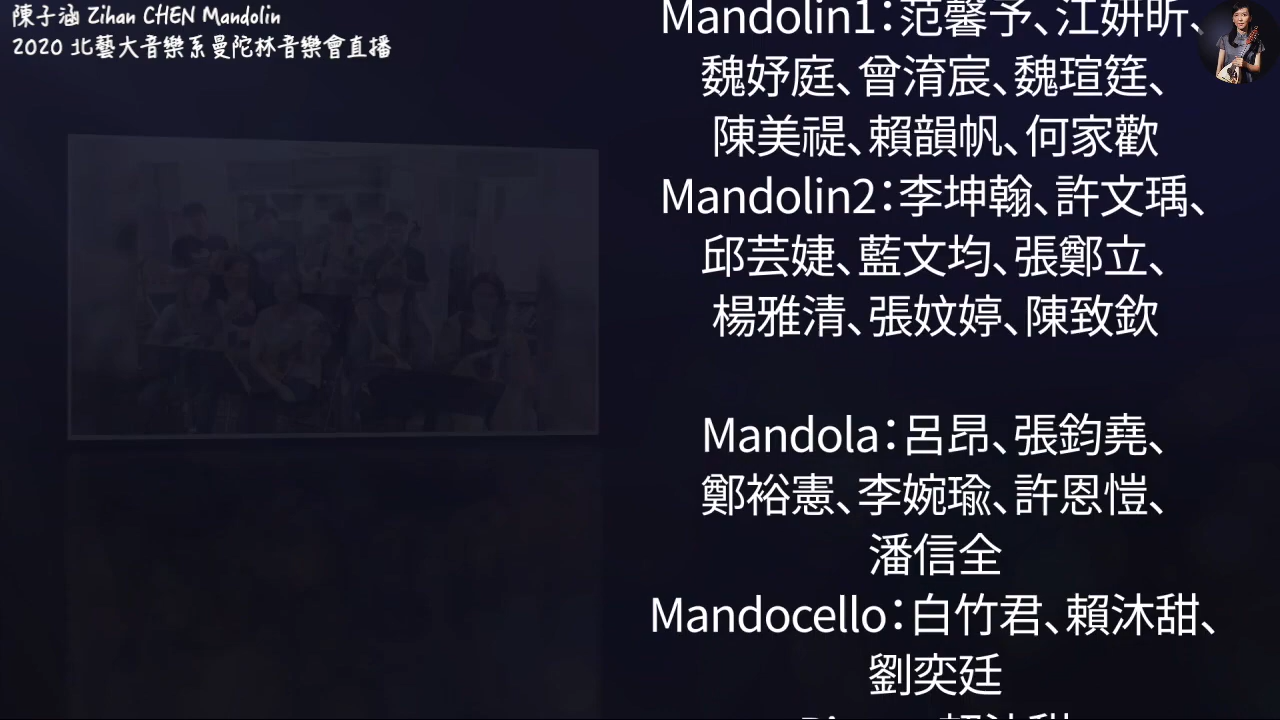 陳子涵 Zihan CHEN Mandolin
2020 北藝大音樂系曼陀林音樂會直播
Mandolin1：范馨予、江妍昕、
魏妤庭、曾淯宸、魏瑄筳、
陳美禔、賴韻帆、何家歡
Mandolin2：李坤翰、許文瑀、
邱芸婕、藍文均、張鄭立、
楊雅清、張妏婷、陳致欽
Mandola：呂昂、張鈞堯、
鄭裕憲、李婉瑜、許恩愷、
潘信全
Mandocello：白竹君、賴沐甜、
劉奕廷